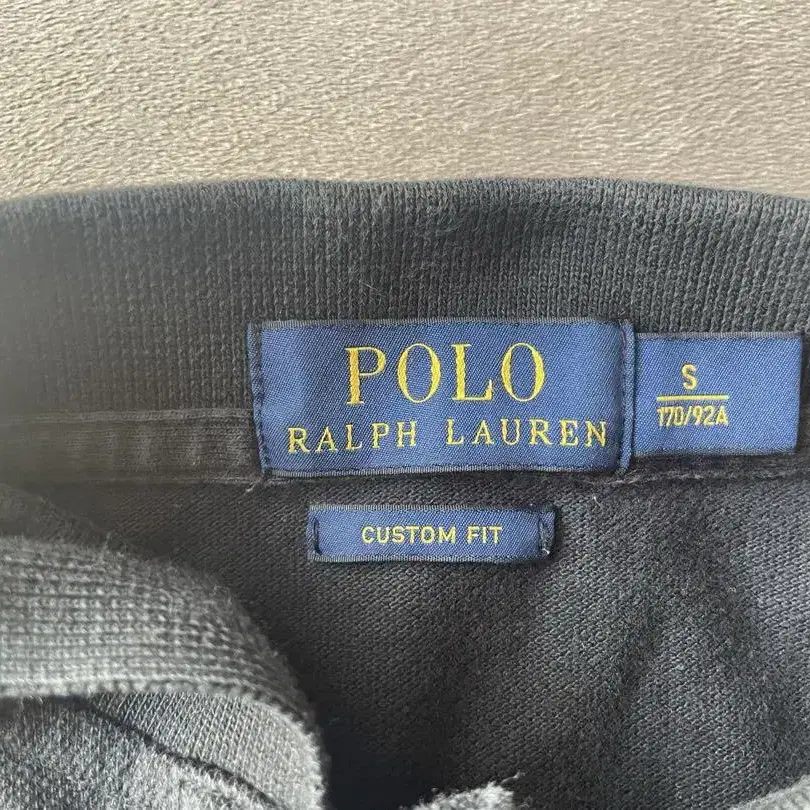 POLO
RALPH LAUREN
S
170/92A
CUSTOM FIT